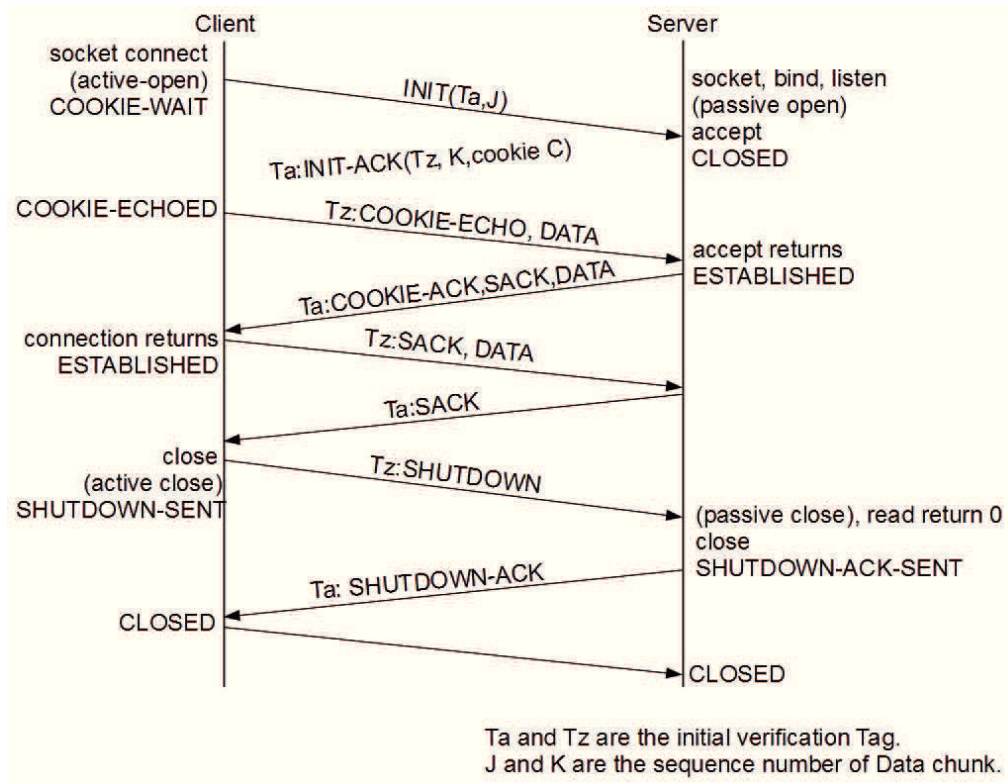 Client
Server
socket connect
(active-open)
COOKIE-WAIT
INIT(Ta,J)
socket, bind, listen
(passive open)
accept
CLOSED
Ta:INIT-ACK(Tz, K,cookie C)
COOKIE-ECHOED
Tz:COOKIE-ECHO, DATA
accept returns
ESTABLISHED
Ta:COOKIE-ACK,SACK,DATA
connection returns
ESTABLISHED
Tz:SACK, DATA
Ta:SACK
close
(active close)
SHUTDOWN-SENT
Tz:SHUTDOWN
(passive close), read return 0
close
SHUTDOWN-ACK-SENT
Ta: SHUTDOWN-ACK
CLOSED
CLOSED
Ta and Tz are the initial verification Tag.
J and K are the sequence number of Data chunk.